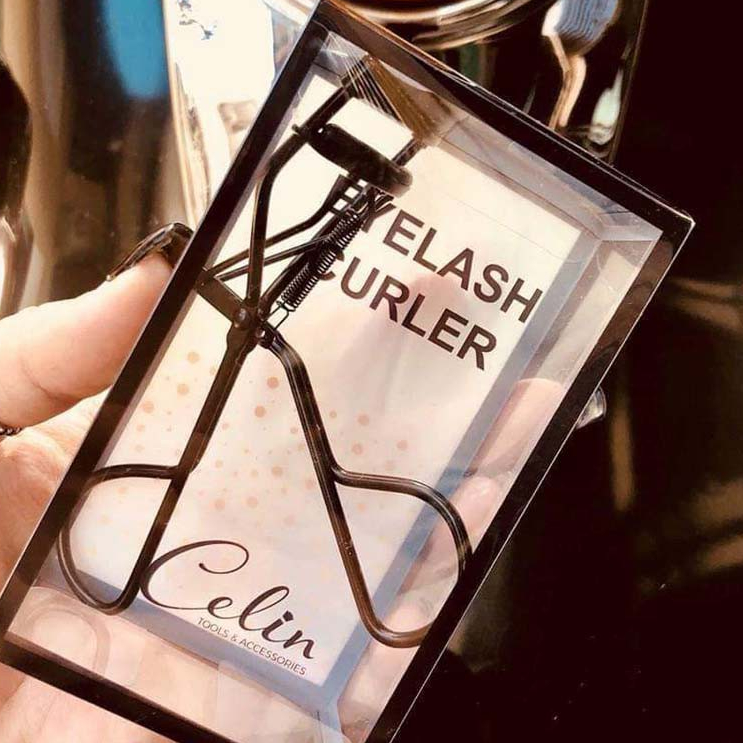 EYELASH
CURLER
Celin
TOOLS & ACCESSORIES